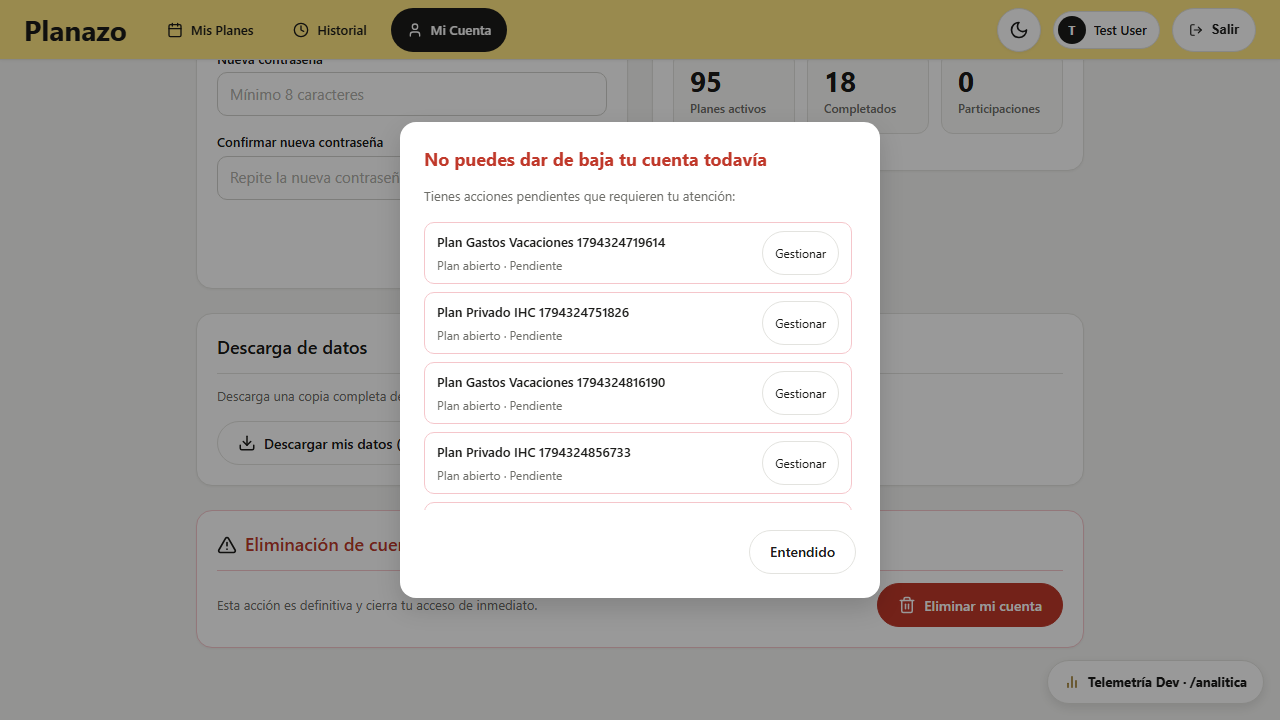 Planazo
Mis Planes
Historial
Mi Cuenta
T
Test User
Salir
Nueva contraseña
Mínimo 8 caracteres
Confirmar nueva contraseña
Repite la nueva contraseñ
95
Planes activos
18
Completados
0
Participaciones
No puedes dar de baja tu cuenta todavía
Tienes acciones pendientes que requieren tu atención:
Plan Gastos Vacaciones 1794324719614
Plan abierto · Pendiente
Gestionar
Plan Privado IHC 1794324751826
Plan abierto · Pendiente
Gestionar
Plan Gastos Vacaciones 1794324816190
Plan abierto · Pendiente
Gestionar
Plan Privado IHC 1794324856733
Plan abierto · Pendiente
Gestionar
Entendido
Descarga de datos
Descarga una copia completa de
Descargar mis datos (
Eliminación de cuen
Esta acción es definitiva y cierra tu acceso de inmediato.
Eliminar mi cuenta
Telemetría Dev · /analitica